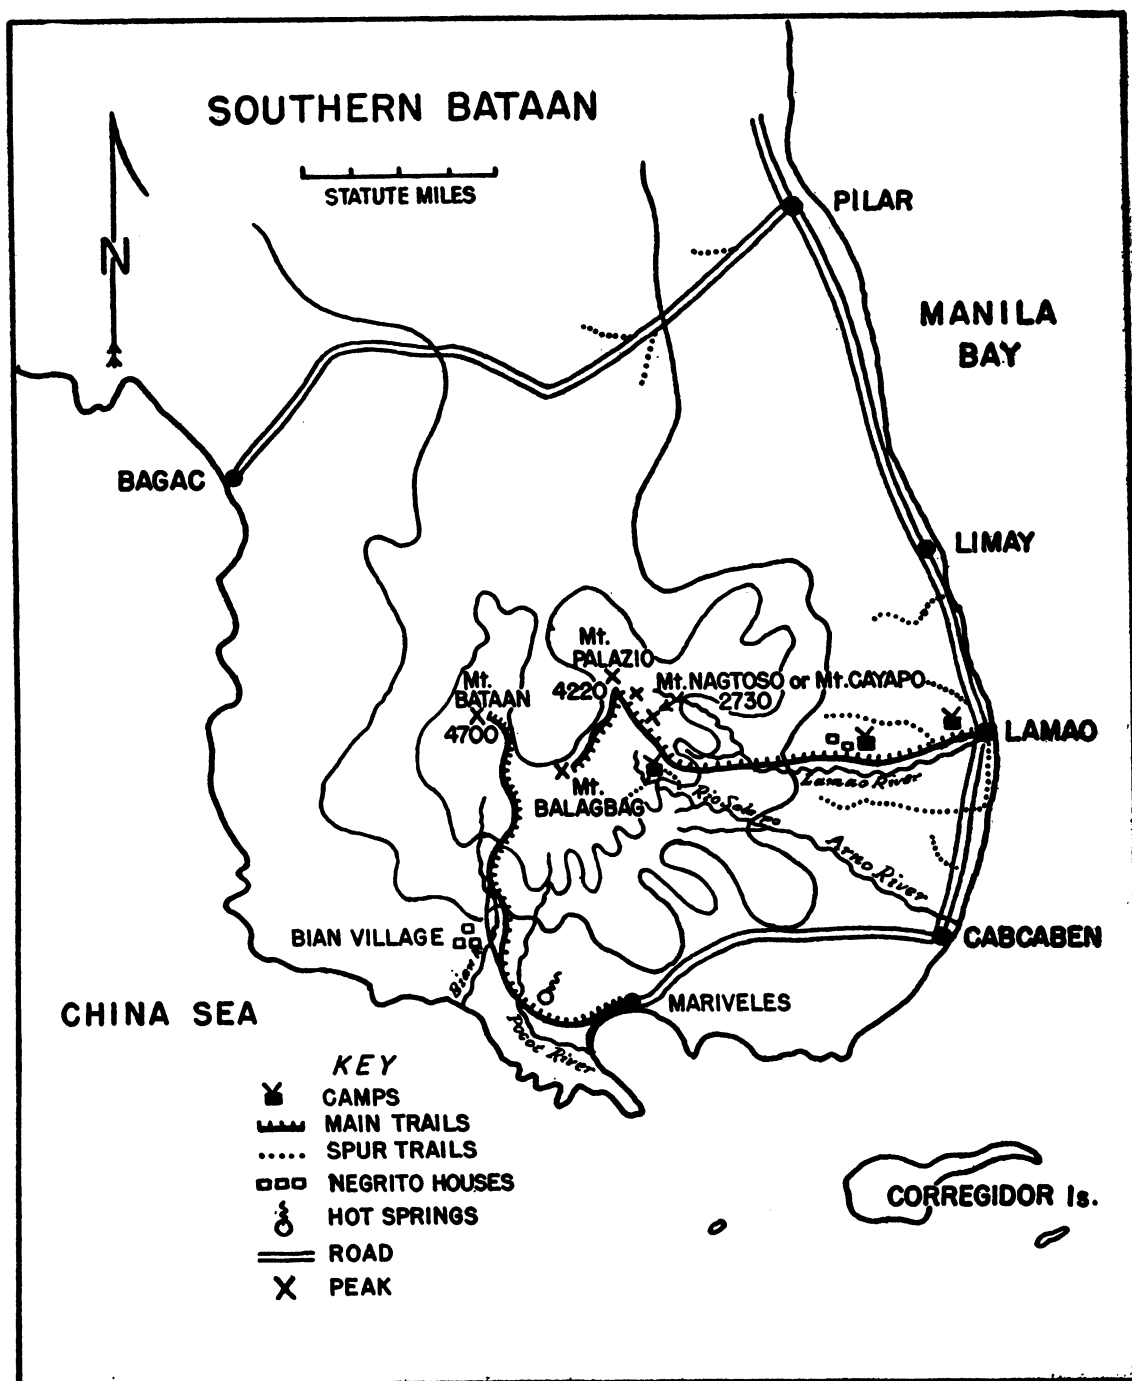 SOUTHERN BATAAN
STATUTE MILES
N
PILAR
MANILA
BAY
BAGAC
LIMAY
Mt.
PALAZIO
4220
Mt.
BATAAN
4700
Mt. NAGTOSO or Mt. CAYAPO
2730
LAMAO
Mt.
BALAGBAG
Lamao River
Rio
Arno River
BIAN VILLAGE
Bian R.
CABCABEN
MARIVELES
CHINA SEA
Pocot River
KEY
CAMPS
MAIN TRAILS
SPUR TRAILS
NEGRITO HOUSES
HOT SPRINGS
ROAD
PEAK
CORREGIDOR Is.